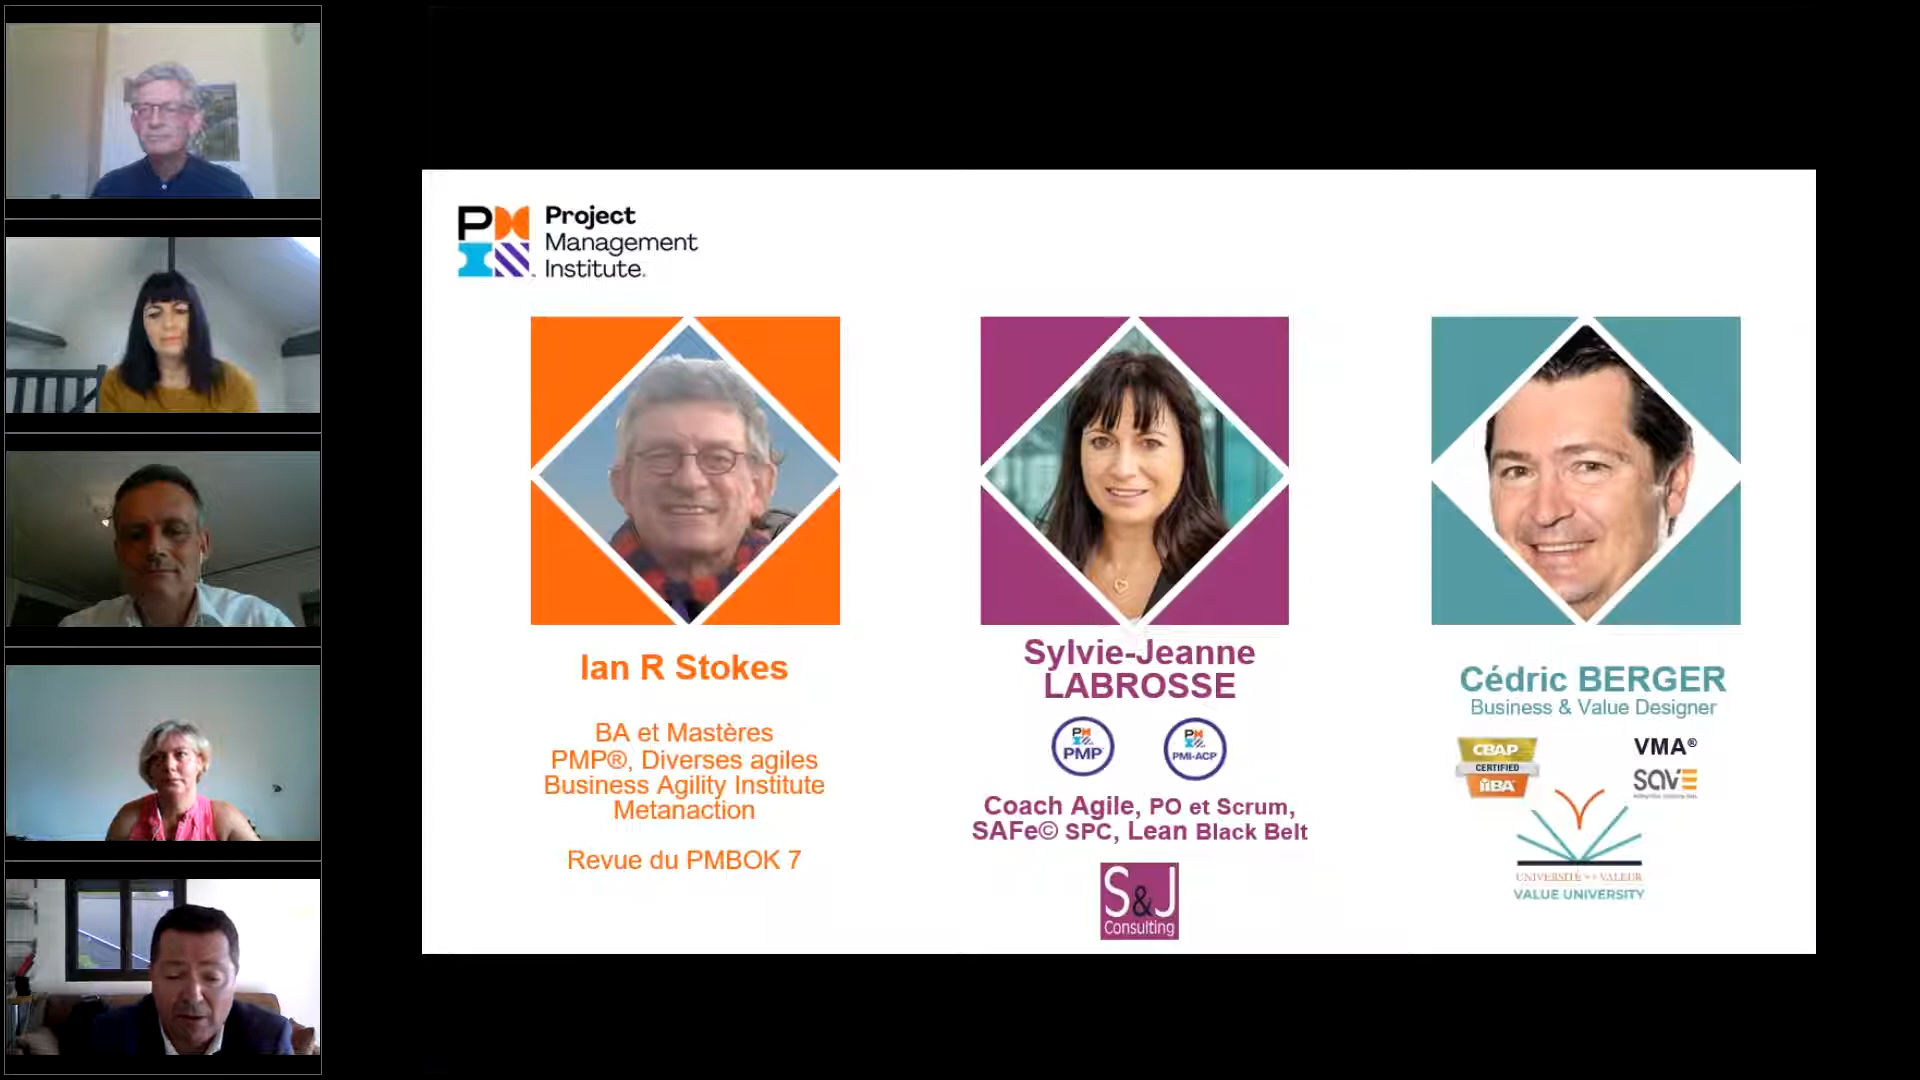 Project
Management
Institute.
Ian R Stokes
BA et Mastères
PMP®, Diverses agiles
Business Agility Institute
Metanaction
Revue du PMBOK 7
Sylvie-Jeanne
LABROSSE
PMP
PMI-ACP
Coach Agile, PO et Scrum,
SAFe© SPC, Lean Black Belt
S&J
Consulting
Cédric BERGER
Business & Value Designer
CBAP
CERTIFIED
IIBA
VMA®
SAVE
UNIVERSITÉ VALEUR
VALUE UNIVERSITY